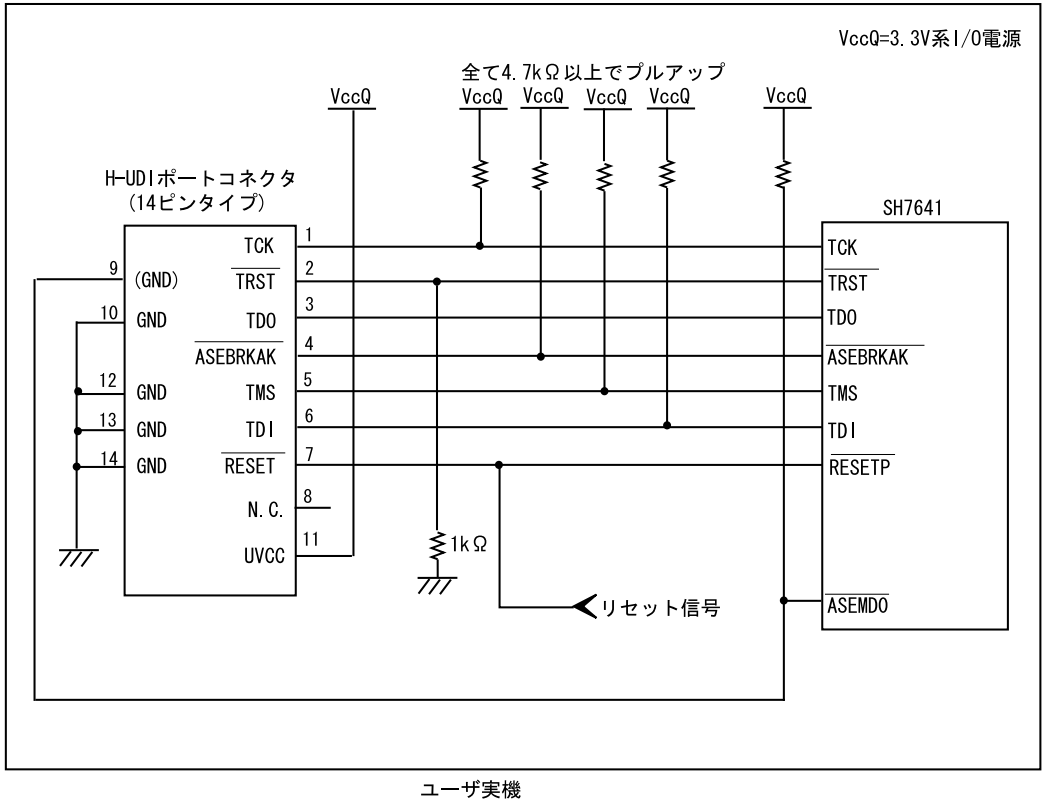 VccQ=3.3V系I/O電源
全て4.7kΩ以上でプルアップ
VccQ
VccQ
VccQ
VccQ
VccQ
VccQ
H-UDIポートコネクタ
(14ピンタイプ)
SH7641
TCK
1
TCK
9
(GND)
TRST
2
TRST
10
GND
TDO
3
TDO
ASEBRKAK
4
ASEBRKAK
12
GND
TMS
5
TMS
13
GND
TDI
6
TDI
14
GND
RESET
7
RESETP
N.C.
8
UVCC
11
1kΩ
リセット信号
ASEMD0
ユーザ実機